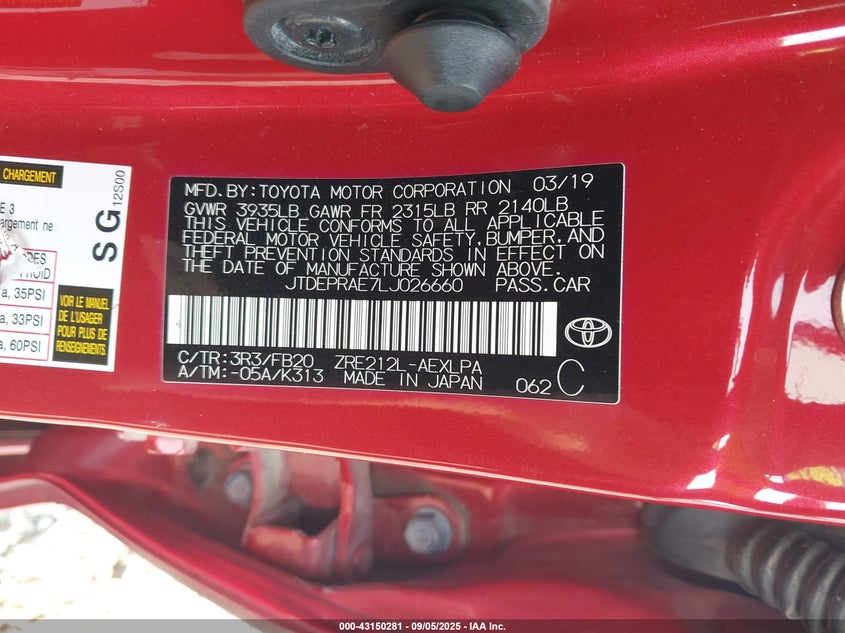 CHARGEMENT
E 3
argement ne
SG 12S00
ROID
a, 35PSI
a, 33PSI
a, 60PSI
VOIR LE MANUEL
DE L'USAGER
POUR PLUS DE
RENSEIGNEMENTS.
MFD. BY: TOYOTA MOTOR CORPORATION 03/19
GVWR 3935LB GAWR FR 2315LB RR 2140LB
THIS VEHICLE CONFORMS TO ALL APPLICABLE
FEDERAL MOTOR VEHICLE SAFETY, BUMPER, AND
THEFT PREVENTION STANDARDS IN EFFECT ON
THE DATE OF MANUFACTURE SHOWN ABOVE.
JTDEPRAE7LJ026660 PASS.CAR
C/TR:3R3/FB20 ZRE212L-AEXLPA
A/TM:-05A/K313 MADE IN JAPAN 062 C
000-43150281 - 09/05/2025 - IAA Inc.